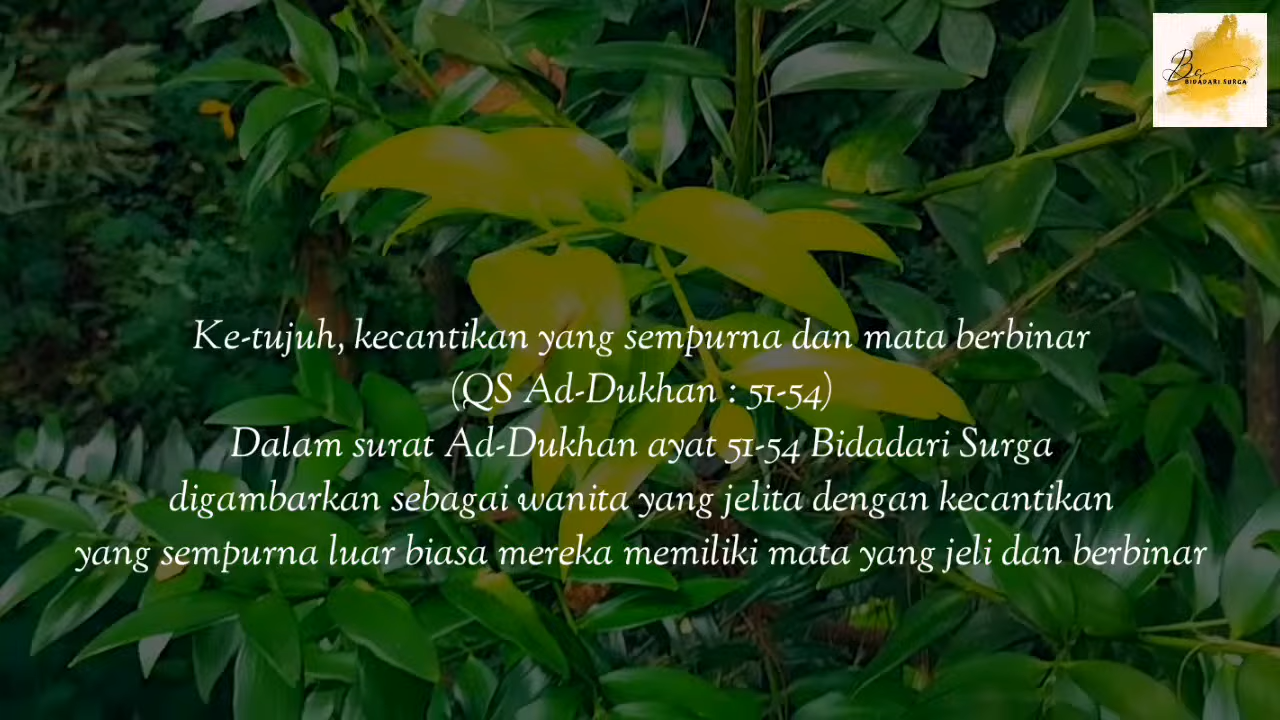 Bs
BIDADARI SURGA
Ke-tujuh, kecantikan yang sempurna dan mata berbinar
(QS Ad-Dukhan : 51-54)
Dalam surat Ad-Dukhan ayat 51-54 Bidadari Surga
digambarkan sebagai wanita yang jelita dengan kecantikan
yang sempurna luar biasa mereka memiliki mata yang jeli dan berbinar